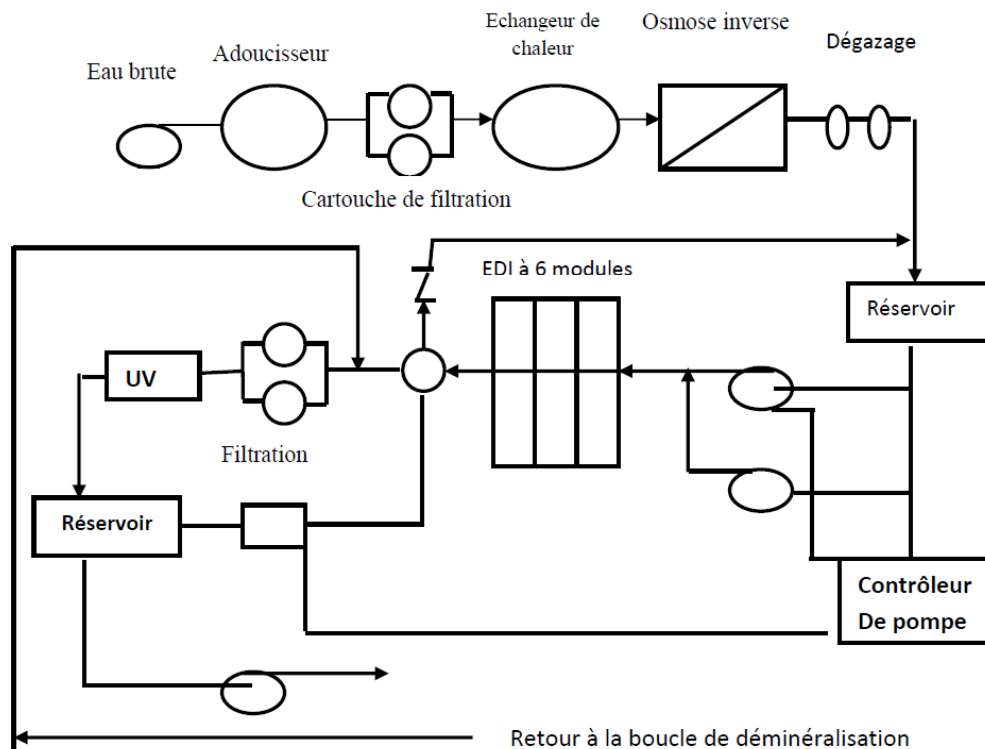 Eau brute
Adoucisseur
Echangeur de
chaleur
Osmose inverse
Dégazage
Cartouche de filtration
EDI à 6 modules
Réservoir
UV
Filtration
Réservoir
Contrôleur
De pompe
Retour à la boucle de déminéralisation